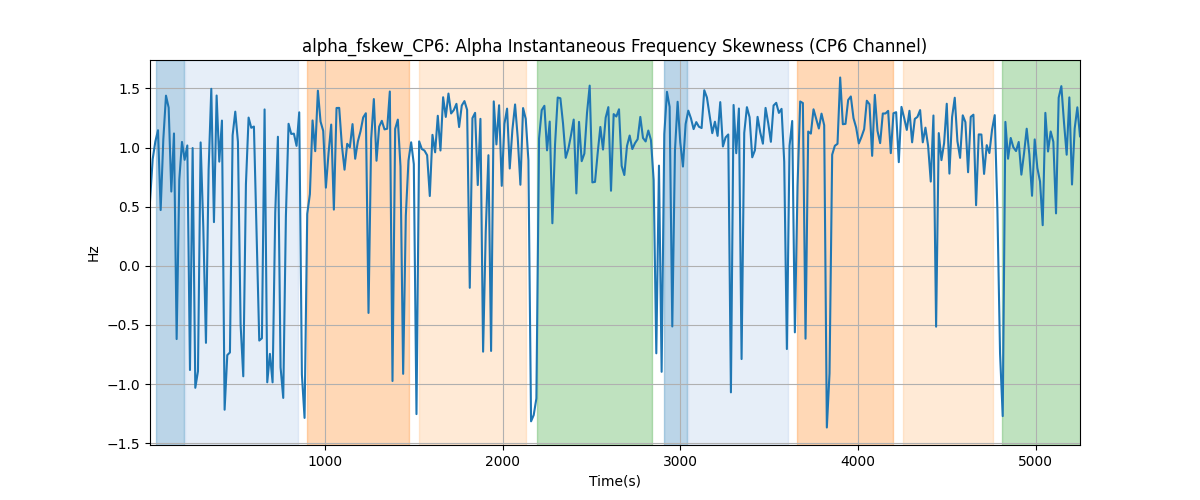 alpha_fskew_CP6: Alpha Instantaneous Frequency Skewness (CP6 Channel)
1.5
1.0
0.5
0.0
−0.5
−1.0
−1.5
Hz
1000 2000 3000 4000 5000
Time(s)